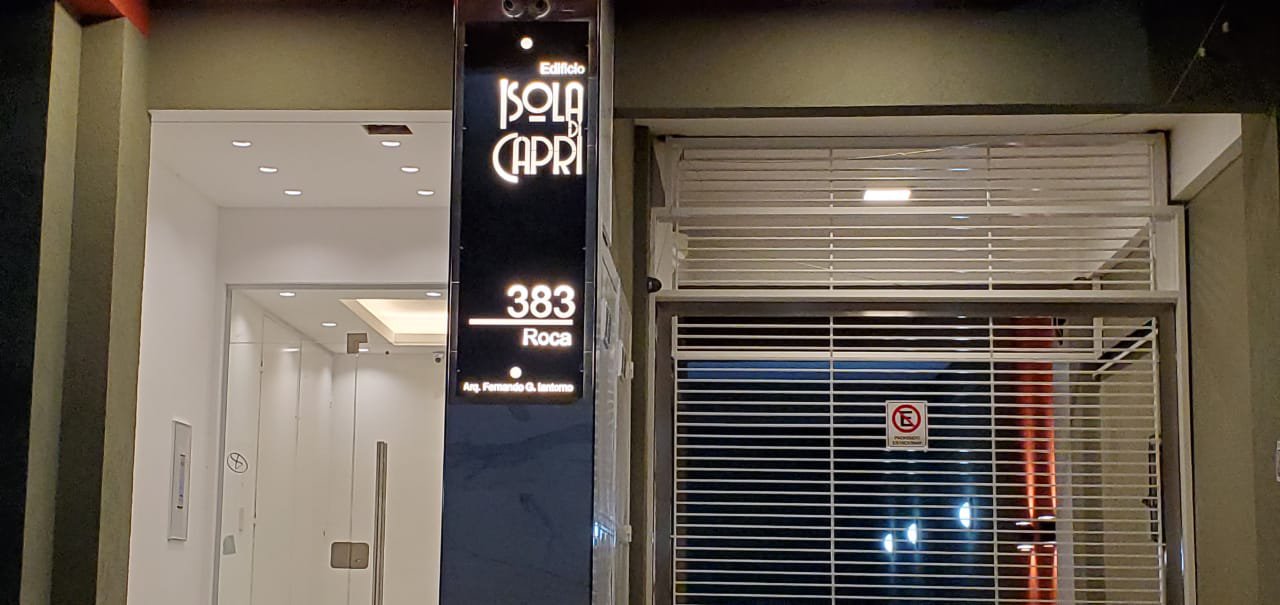 Edificio
ISOLA
DI
CAPRI
383
Roca
Arq. Fernando G. Iantorno
E
PROHIBIDO
ESTACIONAR